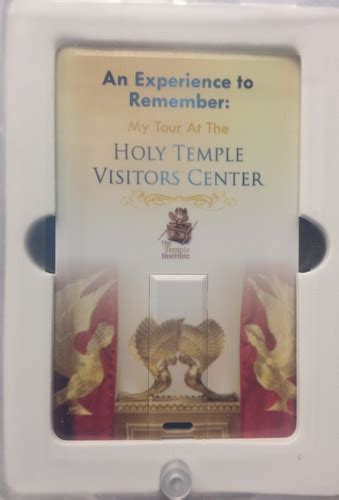 An Experience to
Remember:
My Tour At The
HOLY TEMPLE
VISITORS CENTER
The
Temple
Institute